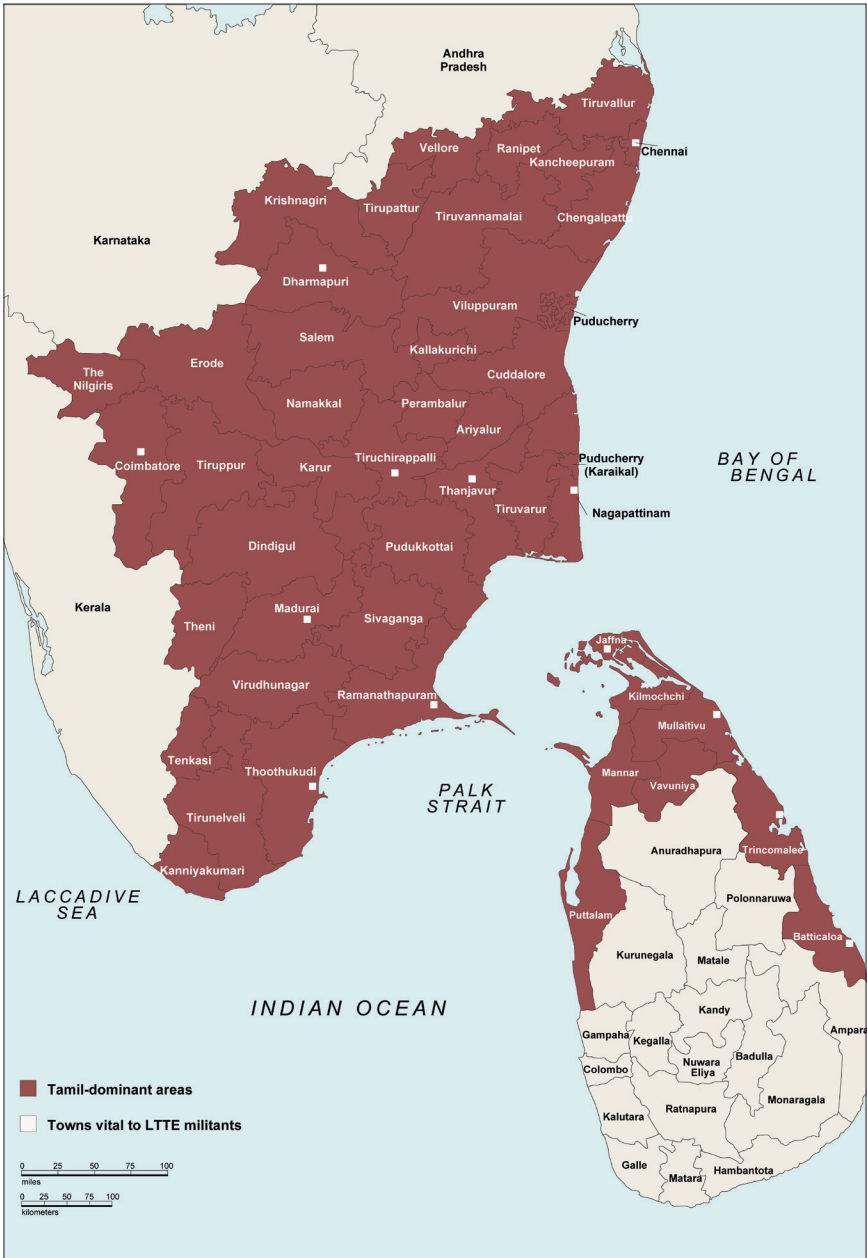 Andhra
Pradesh
Tiruvallur
Chennai
Vellore
Ranipet
Kancheepuram
Krishnagiri
Tirupattur
Tiruvannamalai
Chengalpattu
Karnataka
Dharmapuri
Viluppuram
Puducherry
Salem
Kallakurichi
Erode
The
Nilgiris
Cuddalore
Namakkal
Perambalur
Ariyalur
Coimbatore
Tiruppur
Karur
Tiruchirappalli
Thanjavur
Puducherry
(Karaikal)
Tiruvarur
Nagapattinam
BAY OF
BENGAL
Dindigul
Pudukkottai
Kerala
Theni
Madurai
Sivaganga
Jaffna
Virudhunagar
Ramanathapuram
Kilmochchi
Mullaitivu
Tenkasi
Thoothukudi
Mannar
Vavuniya
PALK
STRAIT
Tirunelveli
Kanniyakumari
Anuradhapura
Trincomalee
LACCADIVE
SEA
Polonnaruwa
Puttalam
Batticaloa
Kurunegala
Matale
INDIAN OCEAN
Kandy
Ampara
Gampaha
Kegalla
Badulla
Colombo
Nuwara
Eliya
Monaragala
Kalutara
Ratnapura
Galle
Matara
Hambantota
Tamil-dominant areas
Towns vital to LTTE militants
0 25 50 75 100
miles
0 25 50 75 100
kilometers